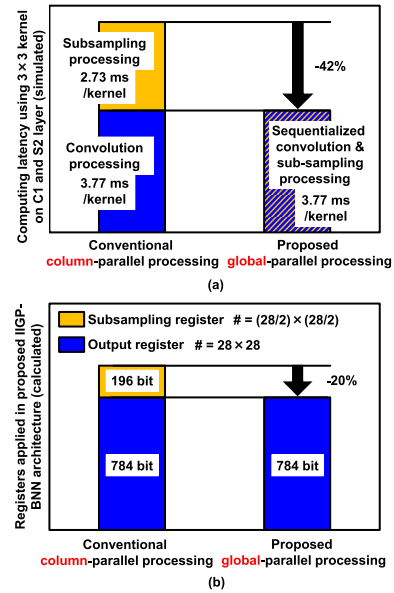 Computing latency using 3×3 kernel
on C1 and S2 layer (simulated)
Subsampling
processing
2.73 ms
/kernel
-42%
Convolution
processing
3.77 ms
/kernel
Sequentialized
convolution &
sub-sampling
processing
3.77 ms
/kernel
Conventional
column-parallel processing
Proposed
global-parallel processing
(a)
Registers applied in proposed IIGP-
BNN architecture (calculated)
Subsampling register # = (28/2) × (28/2)
Output register # = 28 × 28
196 bit
-20%
784 bit
784 bit
Conventional
column-parallel processing
Proposed
global-parallel processing
(b)